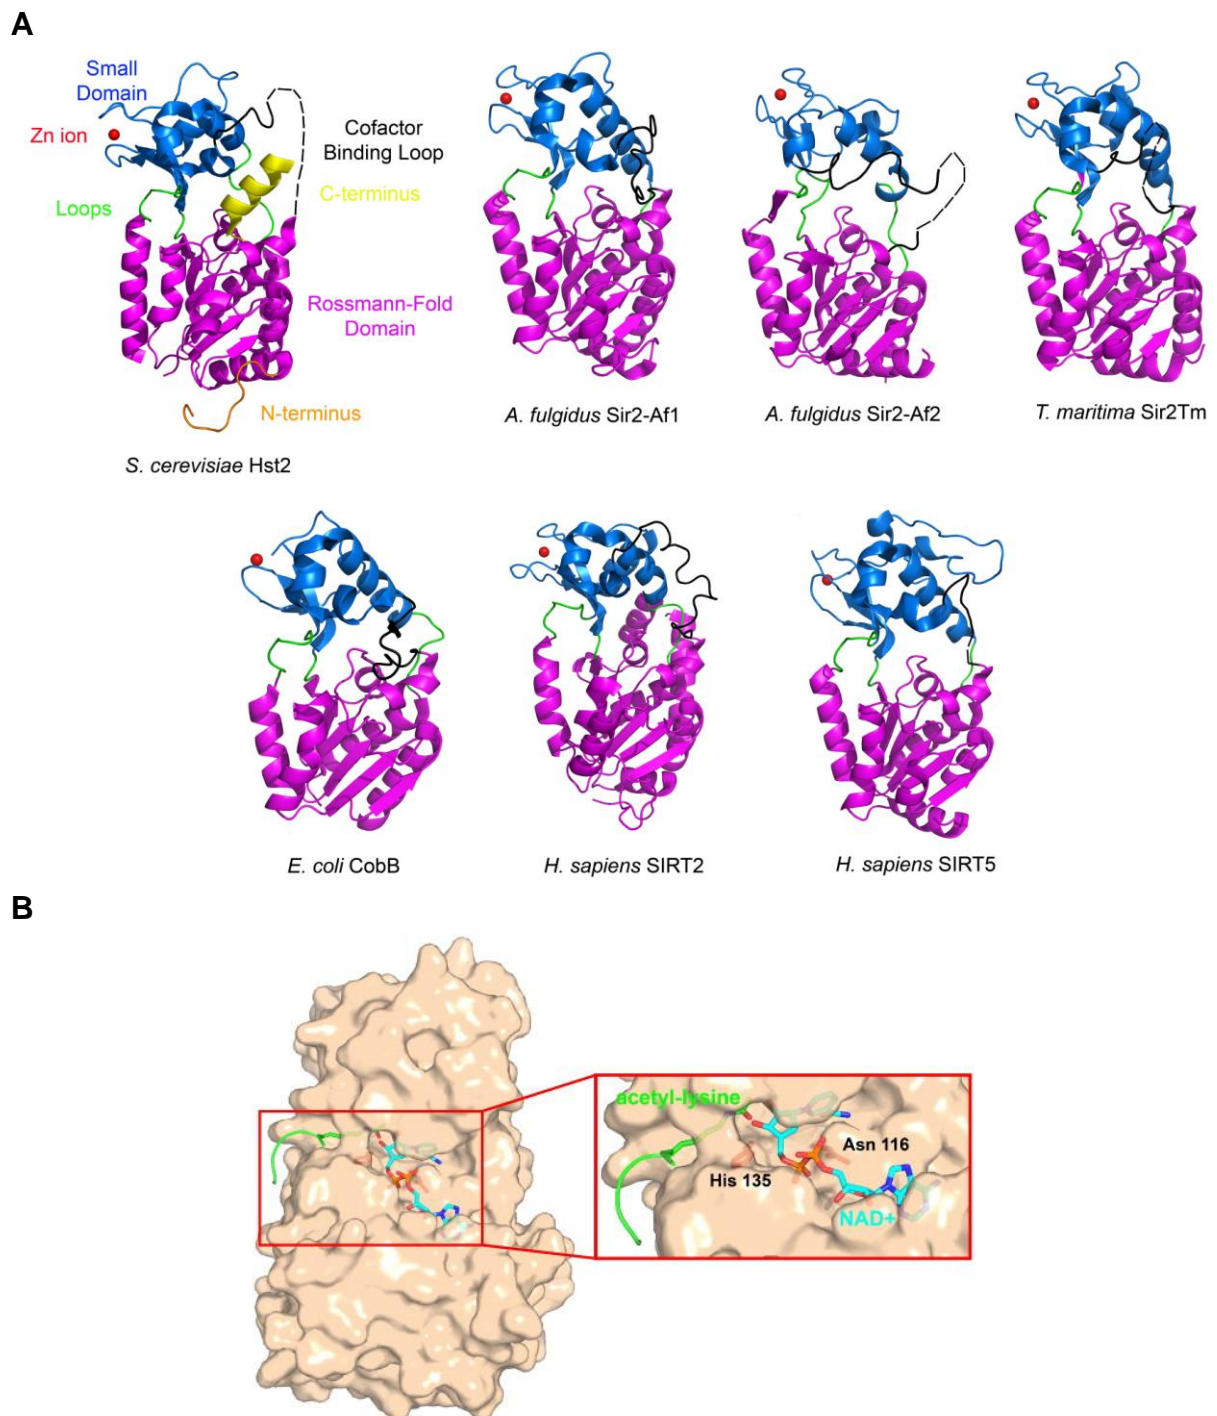 A
Small
Domain
Zn ion
Loops
Cofactor
Binding Loop
C-terminus
Rossmann-Fold
Domain
N-terminus
S. cerevisiae Hst2
A. fulgidus Sir2-Af1
A. fulgidus Sir2-Af2
T. maritima Sir2Tm
E. coli CobB
H. sapiens SIRT2
H. sapiens SIRT5
B
acetyl-lysine
Asn 116
His 135
NAD+